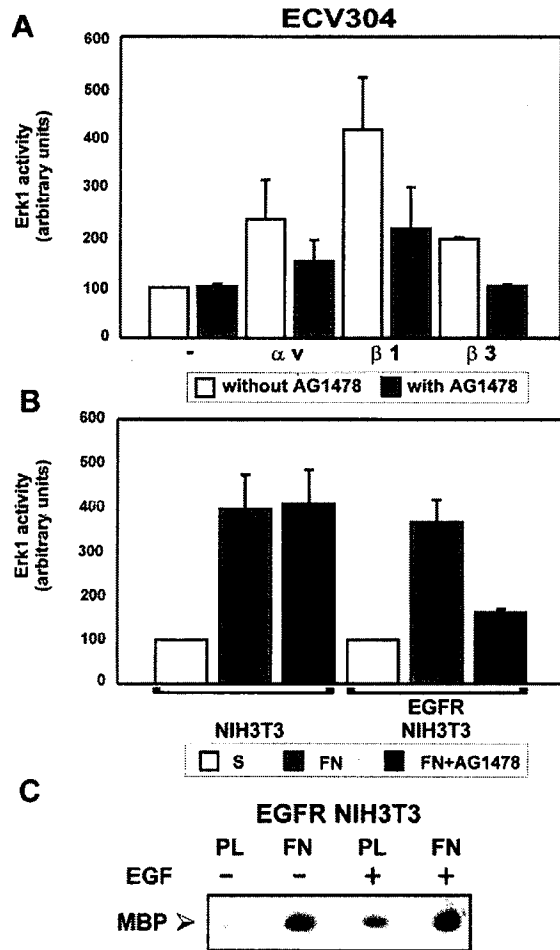 A
ECV304
Erk1 activity
(arbitrary units)
600
500
400
300
200
100
0
- α v β 1 β 3
without AG1478 with AG1478
B
Erk1 activity
(arbitrary units)
600
500
400
300
200
100
0
NIH3T3 EGFR
NIH3T3
S FN FN+AG1478
C
EGFR NIH3T3
PL FN PL FN
EGF - - + +
MBP